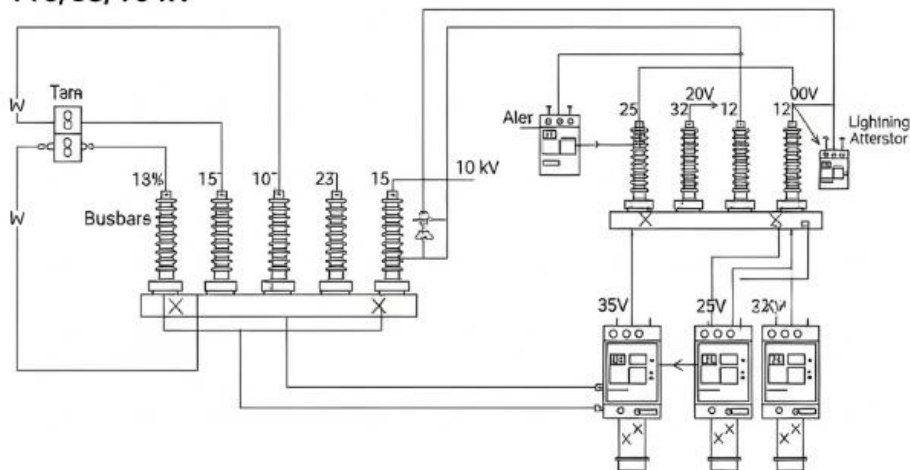 Tarn
13%
15
10
23
15
10 kV
Busbars
Aler
25
32
20V
12
00V
12
Lightning
Atterstor
35V
25V